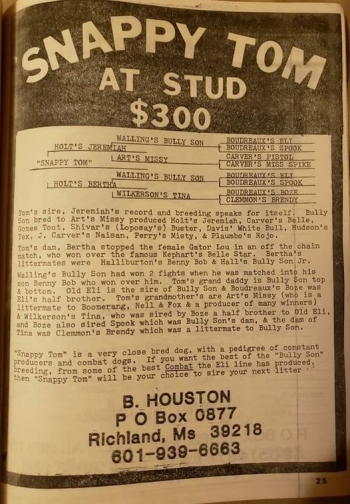 SNAPPY TOM
AT STUD
$300
WALLING'S BULLY SON BOUDREAUX'S ELI
BOUDREAUX'S SPOOK
HOLT'S JEREMIAH
ART'S MISSY CARVER'S PISTOL
CARVER'S MISS SPIKE
"SNAPPY TOM"
WALLING'S BULLY SON BOUDREAUX'S ELI
BOUDREAUX'S SPOOK
HOLT'S BERTHA
WILKERSON'S TINA BOUDREAUX'S BOZE
CLEMMON'S BRENDY
Tom's sire, Jeremiah's record and breeding speaks for itself. Bully
Son bred to Art's Missy produced Holt's Jeremiah, Carver's Belle,
Gomez Toot, Shivar's (Loposay's) Buster, Davis' White Bull, Hudson's
Tex, J. Carver's Naisan, Perry's Misty, & Plaumbo's Rojo.
Tom's dam, Bertha stopped the female Gator Lou in an off the chain
match, who won over the famous Kephart's Belle Star. Bertha's
littermates were Halliburton's Benny Bob & Hall's Bully Son Jr.
Walling's Bully Son had won 2 fights when he was matched into his
son Benny Bob who won over him. Tom's grand daddy is Bully Son top
& bottom. Old Eli is the sire of Bully Son & Boudreaux's Boze was
Eli's half brother. Tom's grandmother's are Art's Missy (who is a
littermate to Boomerang, Nell & Fox & a producer of many winners)
& Wilkerson's Tina, who was sired by Boze a half brother to Old Eli,
and Boze also sired Spook which was Bully Son's dam, & the dam of
Tina was Clemmon's Brendy which was a littermate to Bully Son.
"Snappy Tom" is a very close bred dog, with a pedigree of constant
producers and combat dogs. If you want the best of the "Bully Son"
breeding, from some of the best Combat the Eli line has produced,
then "Snappy Tom" will be your choice to sire your next litter
B. HOUSTON
P O Box 0877
Richland, Ms 39218
601-939-6663
25